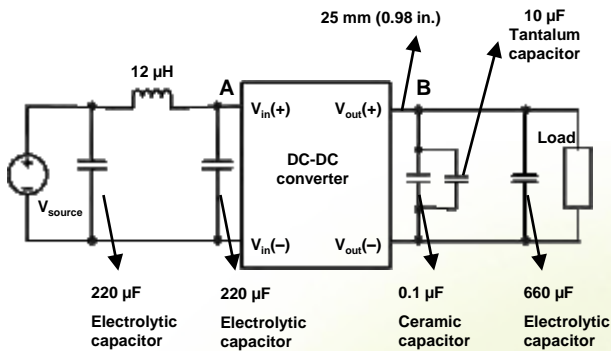 25 mm (0.98 in.)
10 µF
Tantalum
capacitor
12 µH
A
B
Vin(+)
Vout(+)
Load
DC-DC
converter
Vsource
Vin(–)
Vout(–)
220 µF
Electrolytic
capacitor
220 µF
Electrolytic
capacitor
0.1 µF
Ceramic
capacitor
660 µF
Electrolytic
capacitor